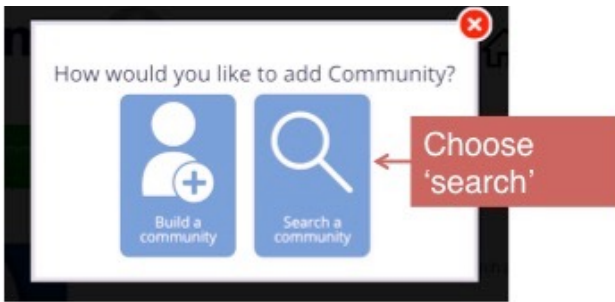 How would you like to add Community?
Build a
community
Search a
community
Choose
‘search’